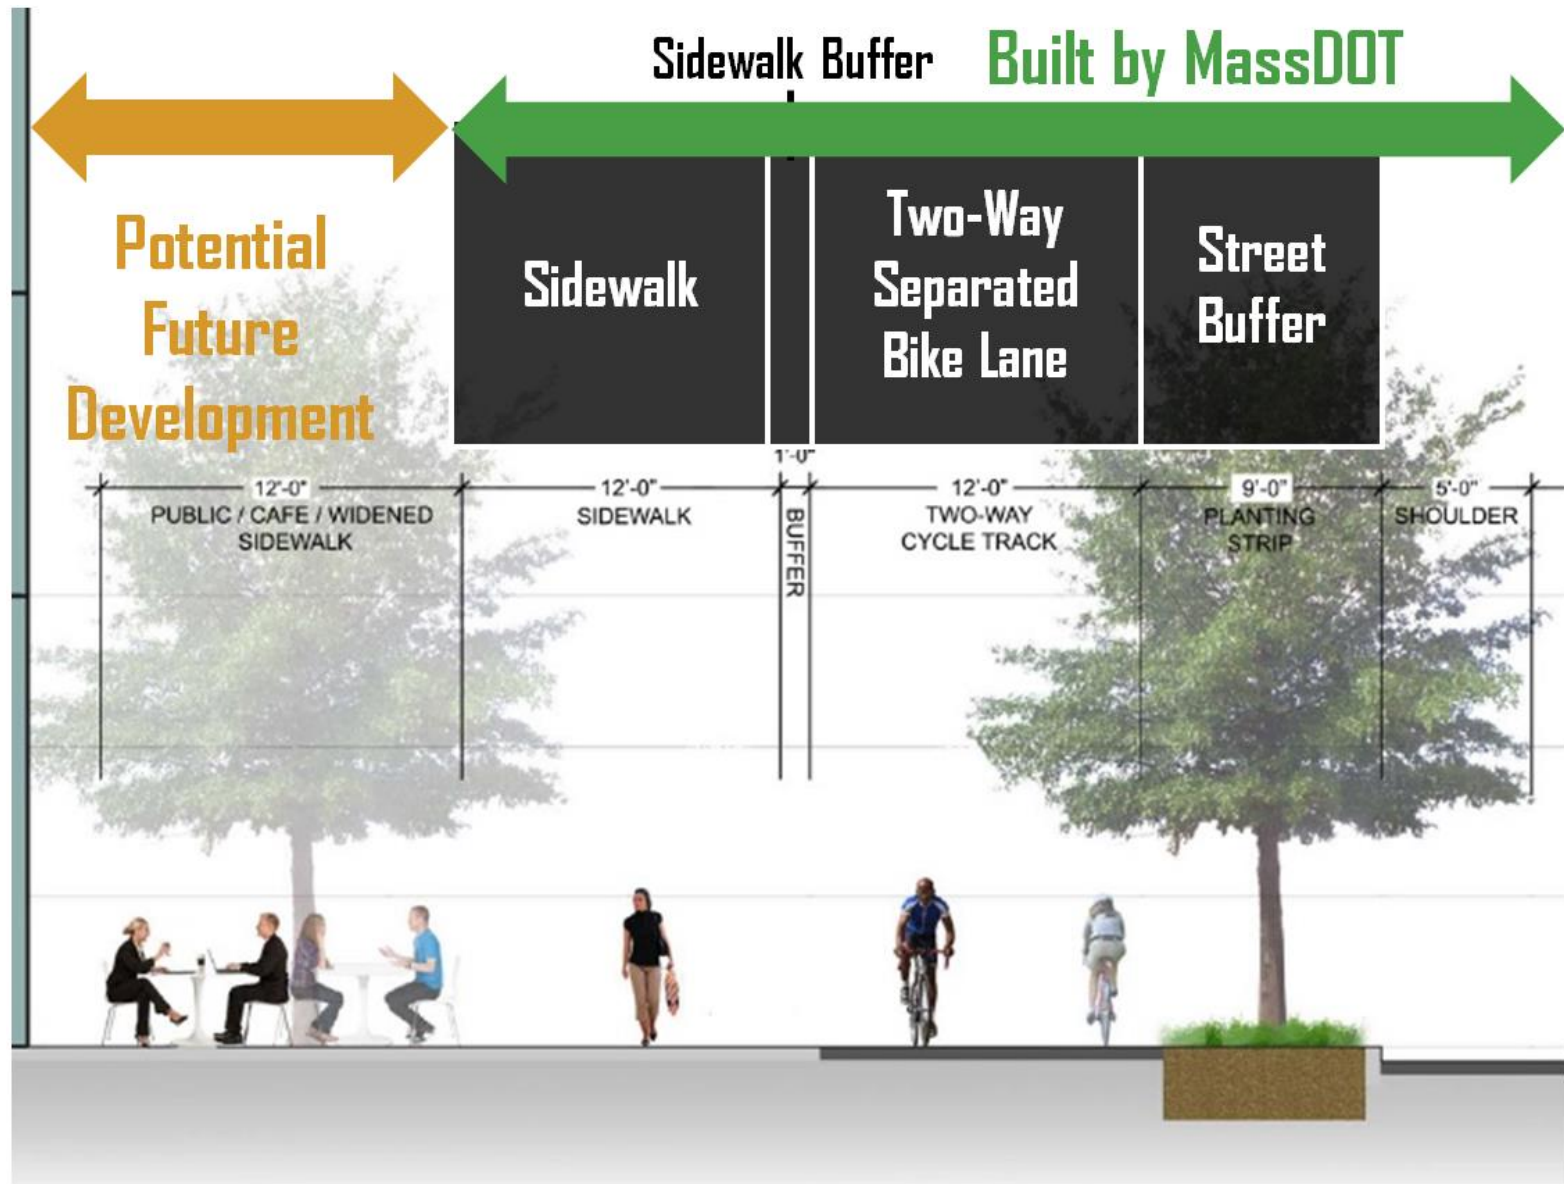 Sidewalk Buffer
Built by MassDOT
Potential
Future
Development
Sidewalk
Two-Way
Separated
Bike Lane
Street
Buffer
12'-0"
PUBLIC / CAFE / WIDENED
SIDEWALK
12'-0"
SIDEWALK
1'-0"
BUFFER
12'-0"
TWO-WAY
CYCLE TRACK
9'-0"
PLANTING
STRIP
5'-0"
SHOULDER